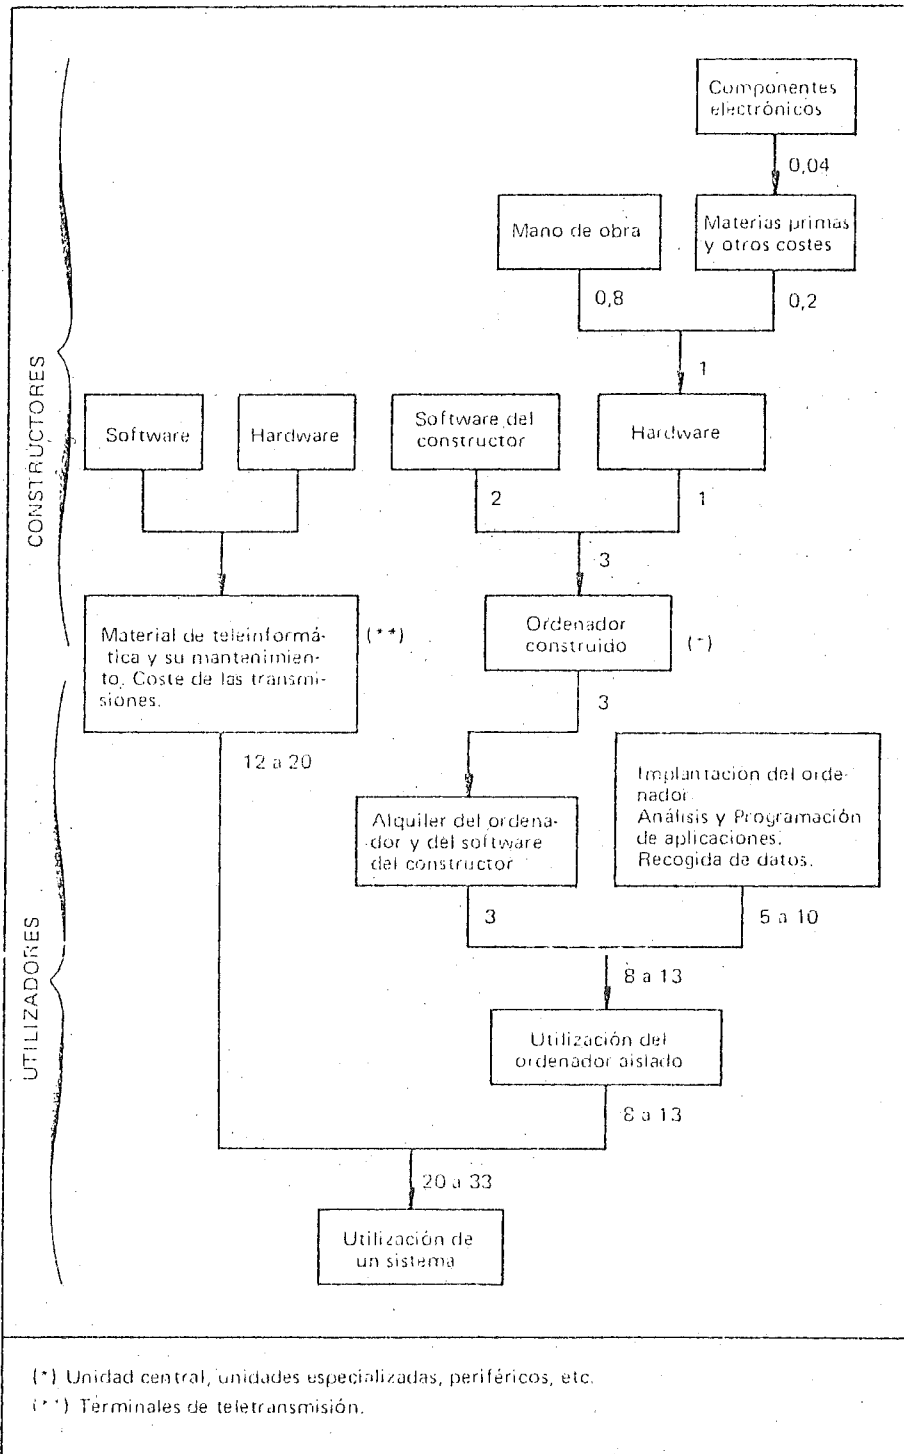 Componentes
electrónicos
0,04
Mano de obra
Materias primas
y otros costes
0,8
0,2
1
CONSTRUCTORES
Software
Hardware
Software del
constructor
Hardware
2
1
3
Material de teleinformá-
tica y su mantenimien-
to. Coste de las transmi-
siones.
(**)
Ordenador
construido
(*)
3
12 a 20
Implantación del orde-
nador.
Análisis y Programación
de aplicaciones.
Recogida de datos.
Alquiler del ordena-
dor y del software
del constructor
3
5 a 10
UTILIZADORES
8 a 13
Utilización del
ordenador aislado
8 a 13
20 a 33
Utilización de
un sistema
(*) Unidad central, unidades especializadas, periféricos, etc.
(**) Terminales de teletransmisión.